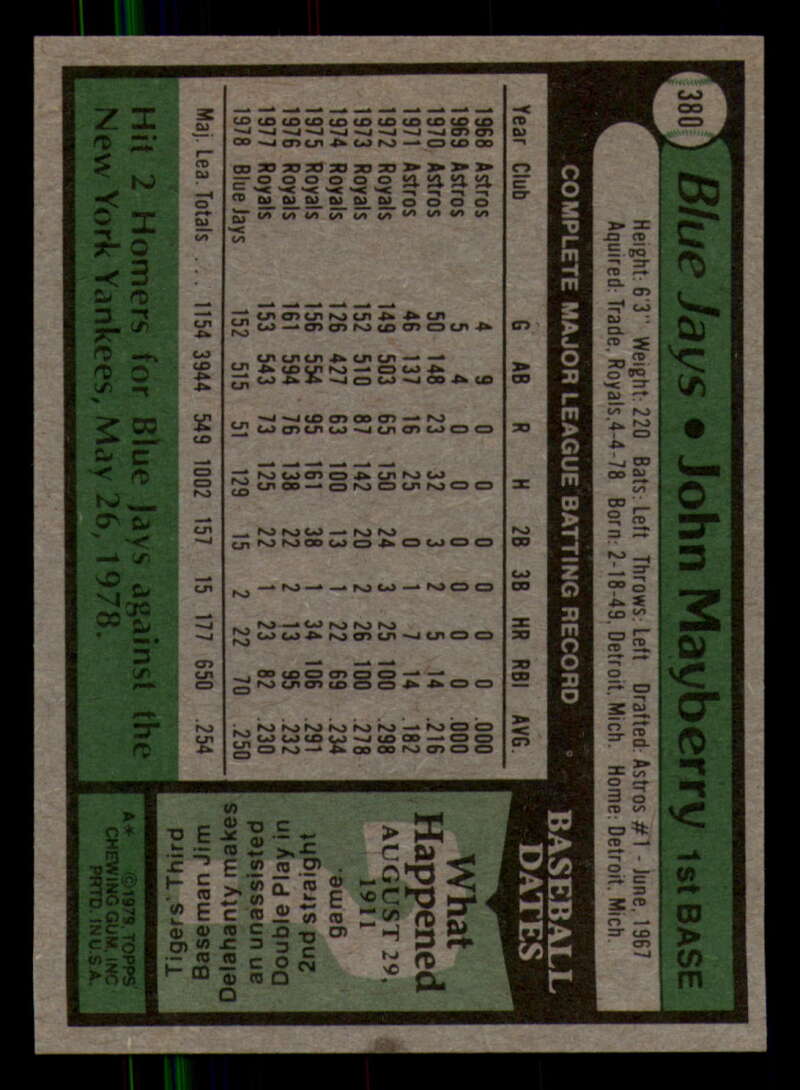 380
Blue Jays • John Mayberry 1st BASE
Height: 6'3" Weight: 220 Bats: Left Throws: Left Drafted: Astros #1 - June, 1967
Aquired: Trade, Royals, 4-4-78 Born: 2-18-49, Detroit, Mich. Home: Detroit, Mich.
COMPLETE MAJOR LEAGUE BATTING RECORD
Year Club G AB R H 2B 3B HR RBI AVG.
1968 Astros 4 9 0 0 0 0 0 0 .000
1969 Astros 5 4 0 0 0 0 0 0 .000
1970 Astros 50 148 23 32 3 2 5 14 .216
1971 Astros 46 137 16 25 0 1 7 14 .182
1972 Royals 149 503 65 150 24 3 25 100 .298
1973 Royals 152 510 87 142 20 2 26 100 .278
1974 Royals 126 427 63 100 13 1 22 69 .234
1975 Royals 156 554 95 161 38 1 34 106 .291
1976 Royals 161 594 76 138 22 2 13 95 .232
1977 Royals 153 543 73 125 22 1 23 82 .230
1978 Blue Jays 152 515 51 129 15 2 22 70 .250
Maj. Lea. Totals ... 1154 3944 549 1002 157 15 177 650 .254
Hit 2 Homers for Blue Jays against the
New York Yankees, May 26, 1978.
BASEBALL
DATES
What
Happened
AUGUST 29,
1911
Tigers' Third
Baseman Jim
Delahanty makes
an unassisted
Double Play in
2nd straight
game.
A* ©1979, TOPPS
CHEWING GUM, INC
PRTD. IN U.S.A.